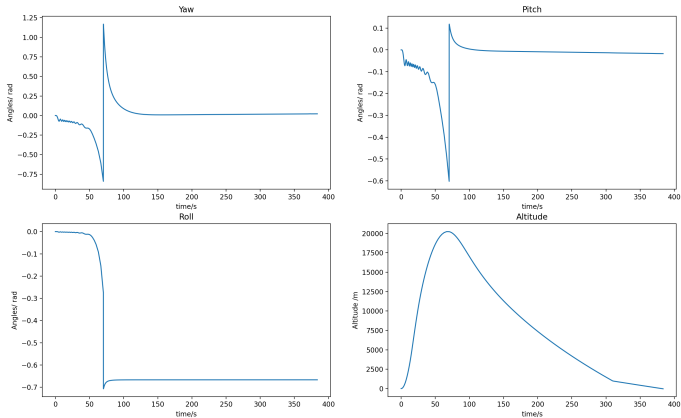 Yaw
Angles/ rad
1.25
1.00
0.75
0.50
0.25
0.00
−0.25
−0.50
−0.75
0 50 100 150 200 250 300 350 400
time/s
Pitch
Angles/ rad
0.1
0.0
−0.1
−0.2
−0.3
−0.4
−0.5
−0.6
0 50 100 150 200 250 300 350 400
time/s
Roll
Angles/ rad
0.0
−0.1
−0.2
−0.3
−0.4
−0.5
−0.6
−0.7
0 50 100 150 200 250 300 350 400
time/s
Altitude
Altitude /m
20000
17500
15000
12500
10000
7500
5000
2500
0
0 50 100 150 200 250 300 350 400
time/s